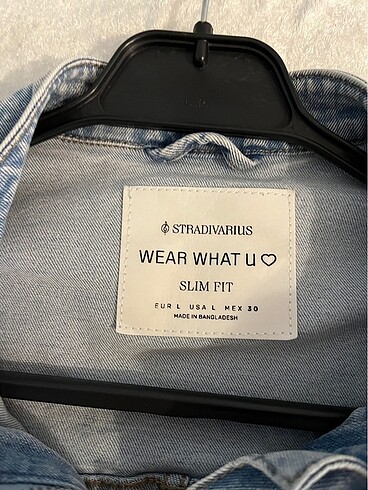 STRADIVARIUS
WEAR WHAT U ♡
SLIM FIT
EUR L USA L MEX 30
MADE IN BANGLADESH